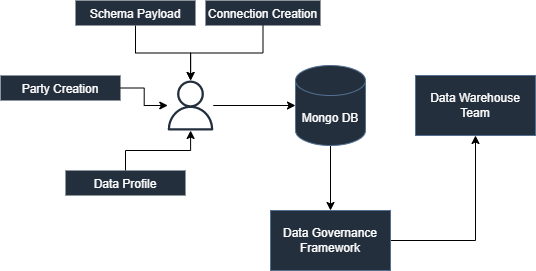 Schema Payload
Connection Creation
Party Creation
Mongo DB
Data Warehouse
Team
Data Profile
Data Governance
Framework